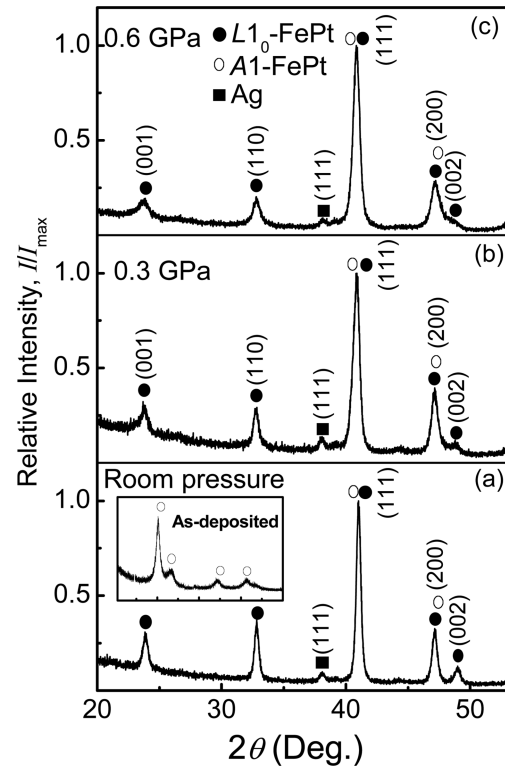 0.6 GPa
(c)
L1₀-FePt
A1-FePt
Ag
1.0
0.5
(001)
(110)
(111)
(111)
(200)
(002)
0.3 GPa
(b)
1.0
0.5
(001)
(110)
(111)
(111)
(200)
(002)
Room pressure
(a)
As-deposited
1.0
0.5
(111)
(111)
(200)
(002)
Relative Intensity, I/Imax
20 30 40 50
2θ (Deg.)